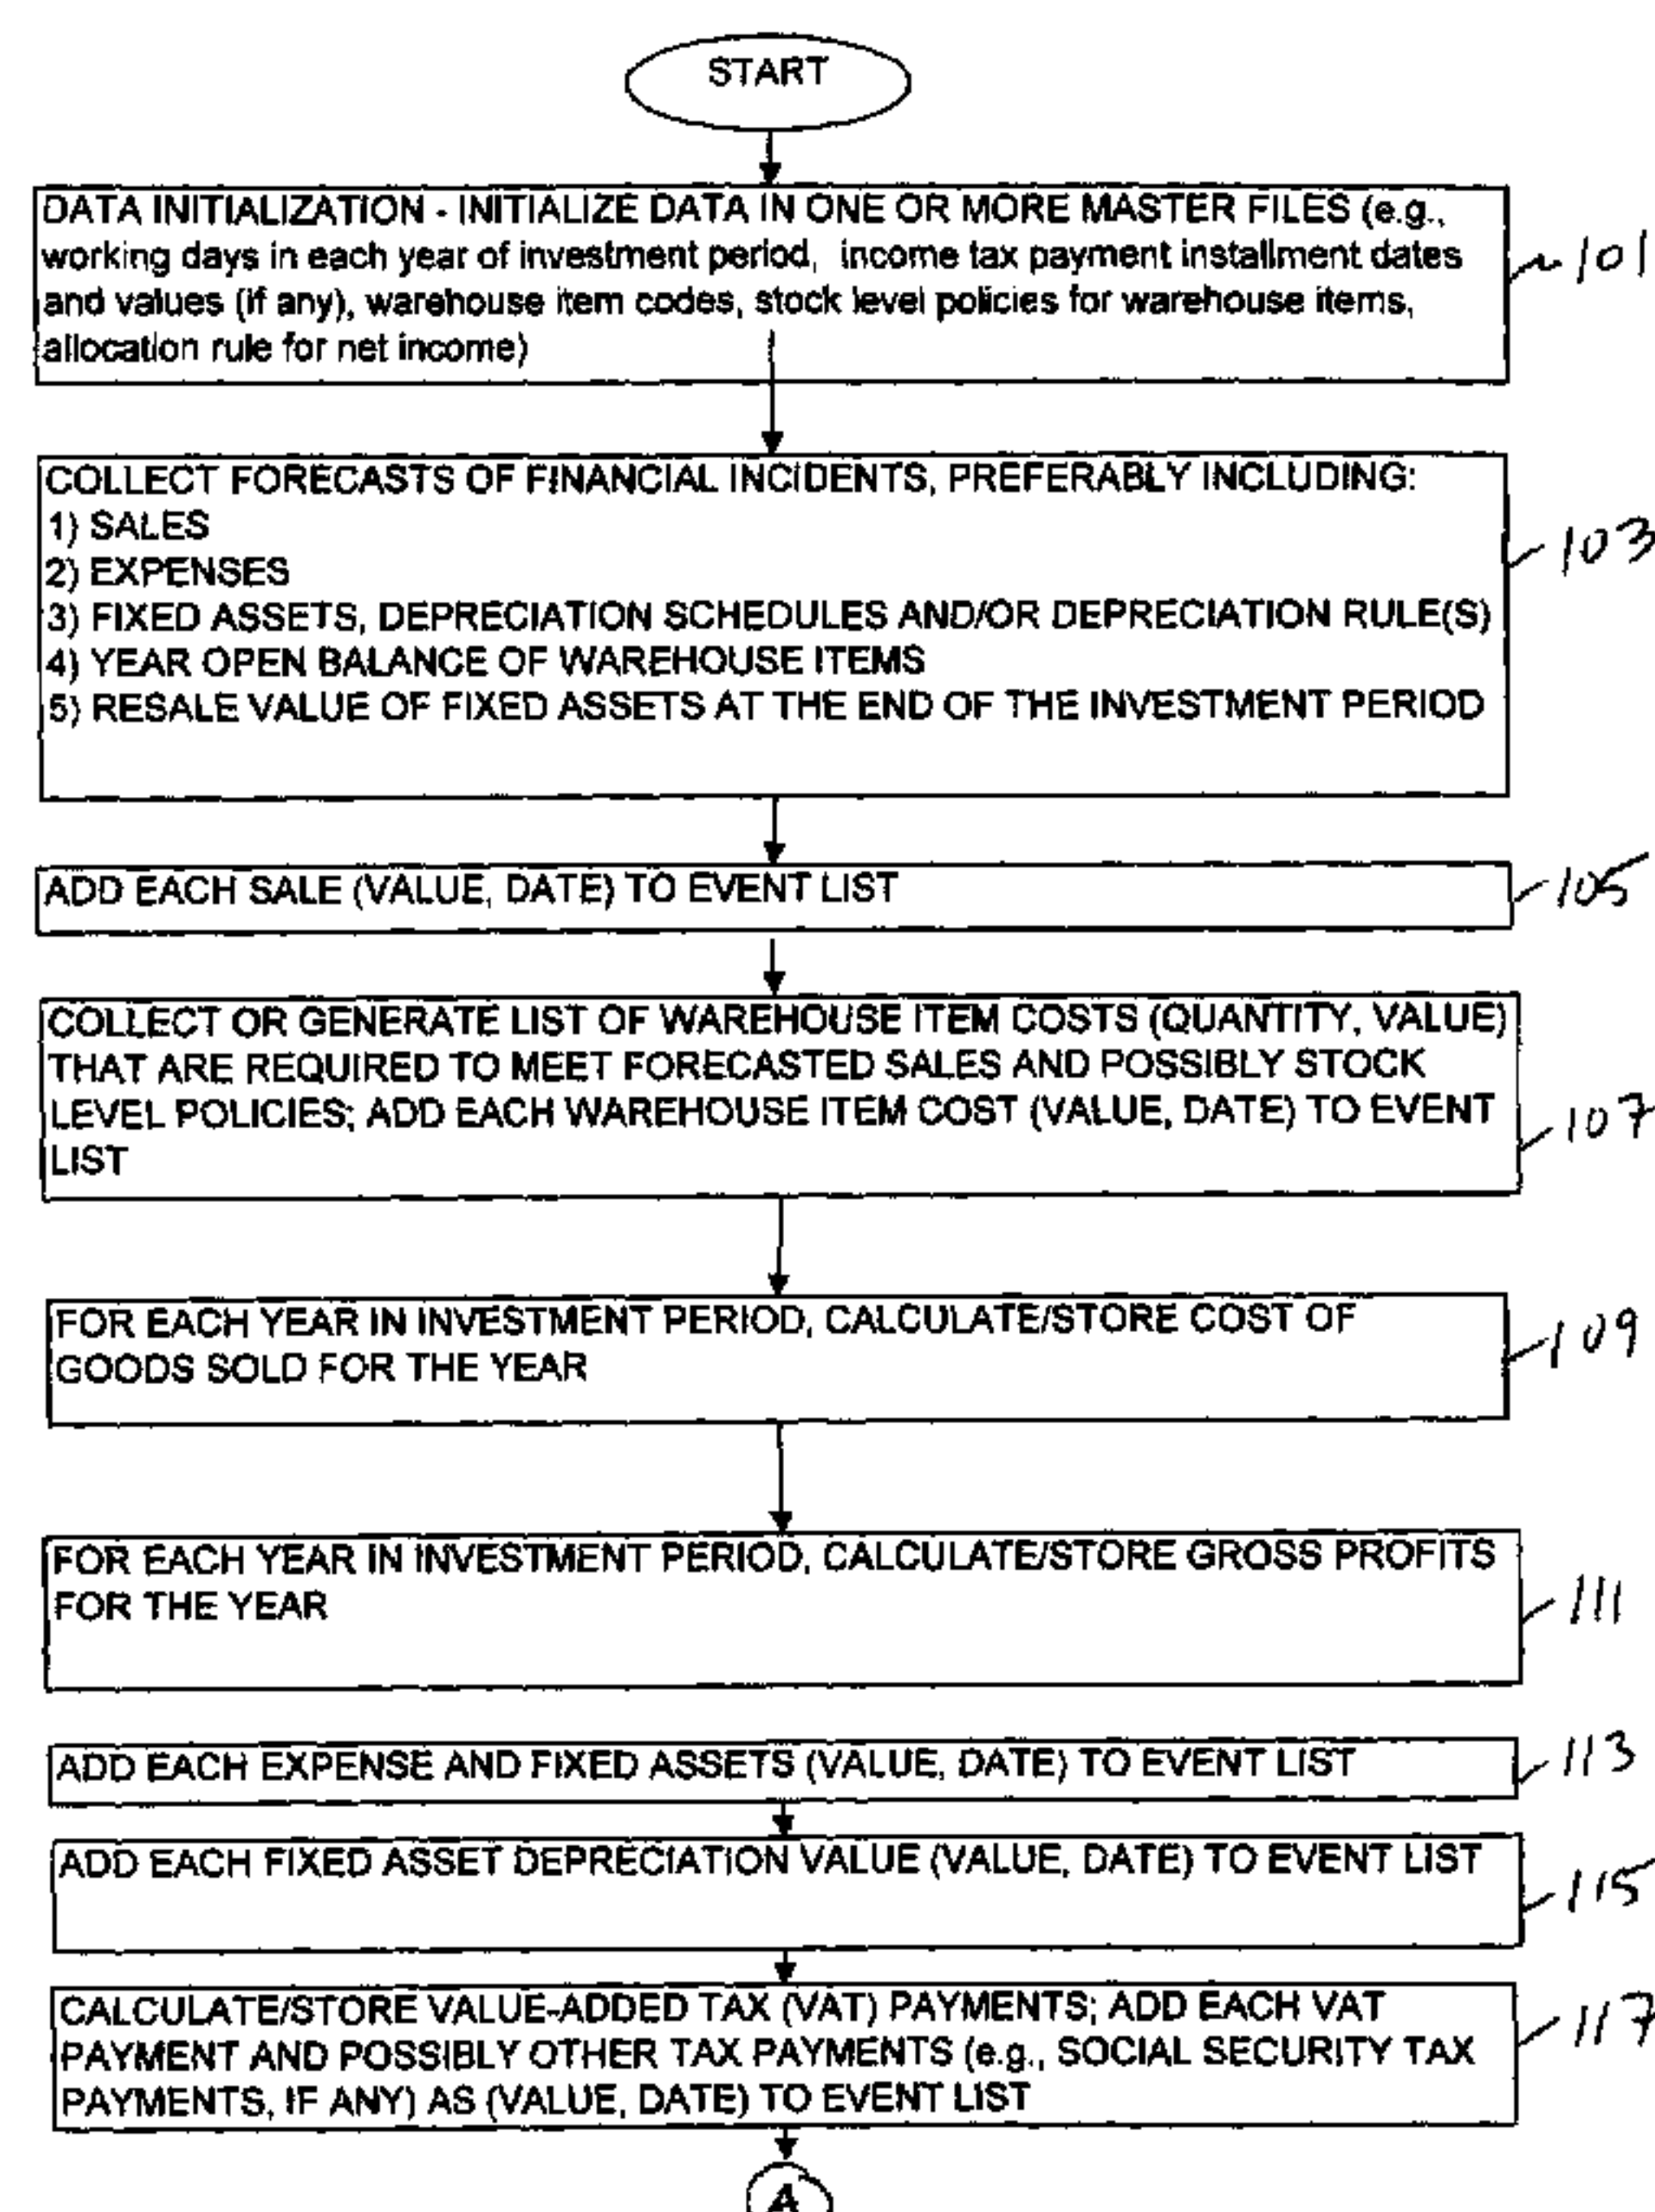 START
DATA INITIALIZATION - INITIALIZE DATA IN ONE OR MORE MASTER FILES (e.g.,
working days in each year of investment period, income tax payment installment dates
and values (if any), warehouse item codes, stock level policies for warehouse items,
allocation rule for net income)
101
COLLECT FORECASTS OF FINANCIAL INCIDENTS, PREFERABLY INCLUDING:
1) SALES
2) EXPENSES
3) FIXED ASSETS, DEPRECIATION SCHEDULES AND/OR DEPRECIATION RULE(S)
4) YEAR OPEN BALANCE OF WAREHOUSE ITEMS
5) RESALE VALUE OF FIXED ASSETS AT THE END OF THE INVESTMENT PERIOD
103
ADD EACH SALE (VALUE, DATE) TO EVENT LIST
105
COLLECT OR GENERATE LIST OF WAREHOUSE ITEM COSTS (QUANTITY, VALUE)
THAT ARE REQUIRED TO MEET FORECASTED SALES AND POSSIBLY STOCK
LEVEL POLICIES; ADD EACH WAREHOUSE ITEM COST (VALUE, DATE) TO EVENT
LIST
107
FOR EACH YEAR IN INVESTMENT PERIOD, CALCULATE/STORE COST OF
GOODS SOLD FOR THE YEAR
109
FOR EACH YEAR IN INVESTMENT PERIOD, CALCULATE/STORE GROSS PROFITS
FOR THE YEAR
111
ADD EACH EXPENSE AND FIXED ASSETS (VALUE, DATE) TO EVENT LIST
113
ADD EACH FIXED ASSET DEPRECIATION VALUE (VALUE, DATE) TO EVENT LIST
115
CALCULATE/STORE VALUE-ADDED TAX (VAT) PAYMENTS; ADD EACH VAT
PAYMENT AND POSSIBLY OTHER TAX PAYMENTS (e.g., SOCIAL SECURITY TAX
PAYMENTS, IF ANY) AS (VALUE, DATE) TO EVENT LIST
117
A